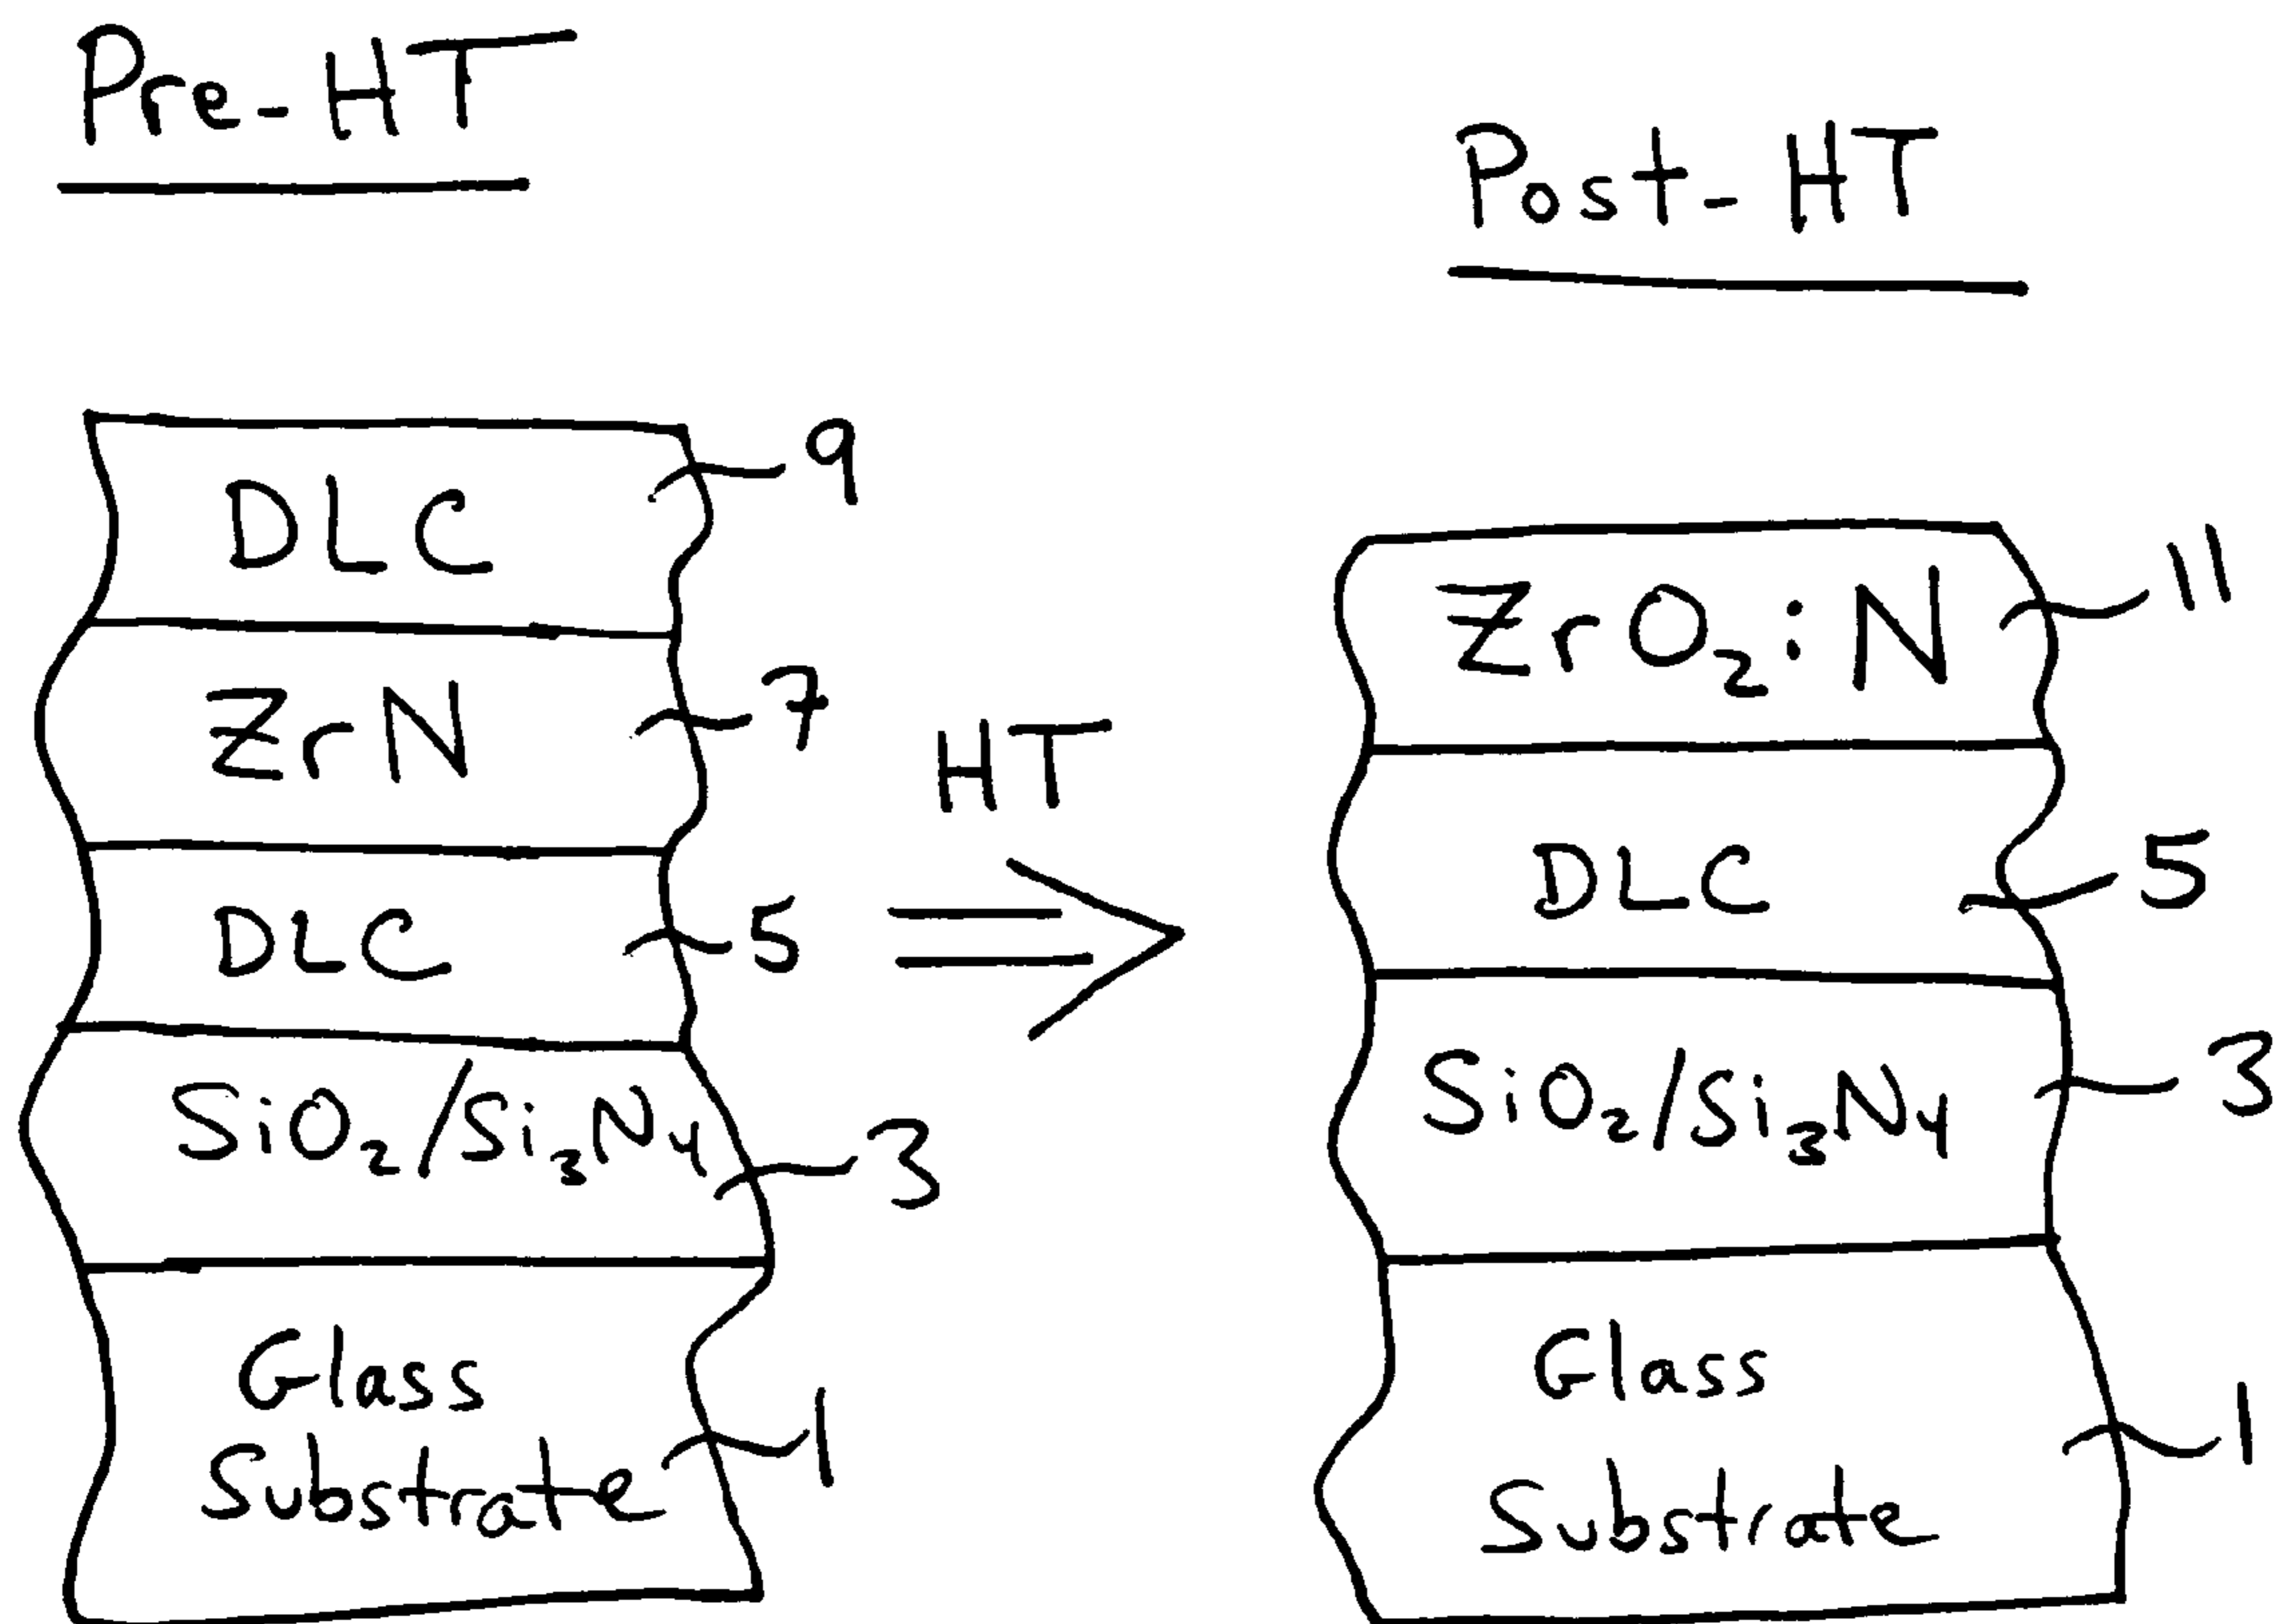 Pre-HT
DLC
9
ZrN
7
DLC
5
SiO₂/Si₃N₄
3
Glass
Substrate
1
HT
Post-HT
ZrO₂:N
11
DLC
5
SiO₂/Si₃N₄
3
Glass
Substrate
1